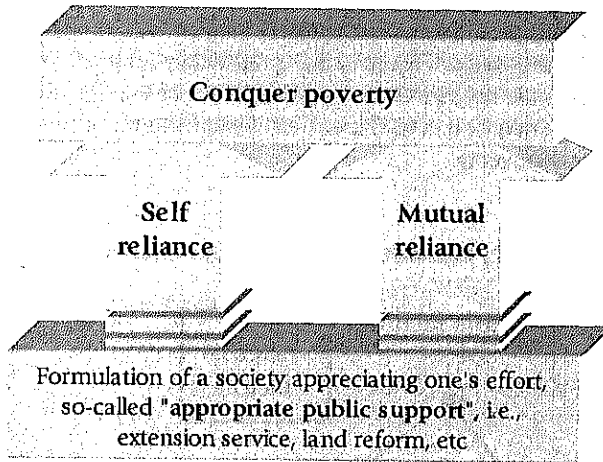 Conquer poverty
Self
reliance
Mutual
reliance
Formulation of a society appreciating one's effort,
so-called "appropriate public support", i.e.,
extension service, land reform, etc